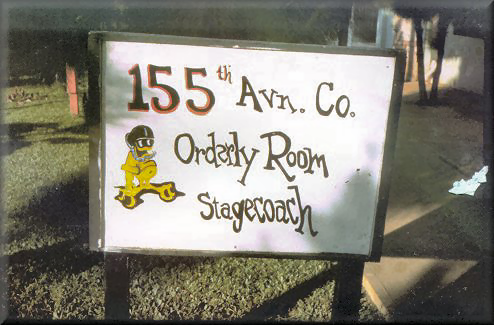 155th Avn. Co.
Orderly Room
Stagecoach